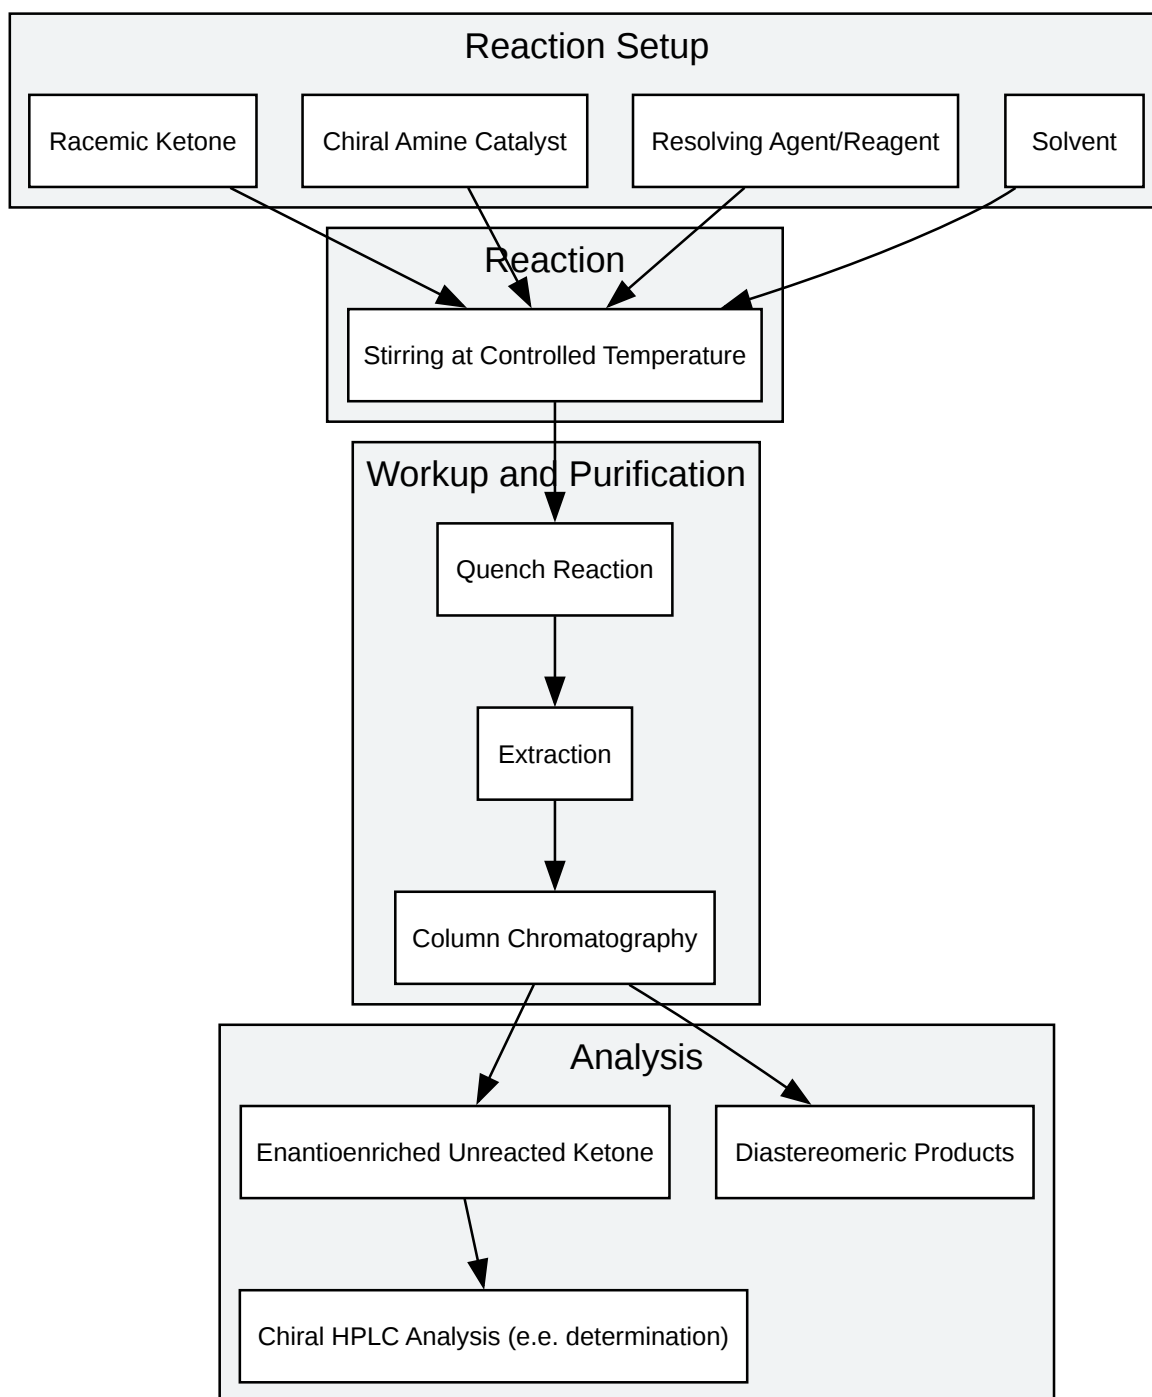 Reaction Setup
Racemic Ketone
Chiral Amine Catalyst
Resolving Agent/Reagent
Solvent
Reaction
Stirring at Controlled Temperature
Workup and Purification
Quench Reaction
Extraction
Column Chromatography
Analysis
Enantioenriched Unreacted Ketone
Diastereomeric Products
Chiral HPLC Analysis (e.e. determination)